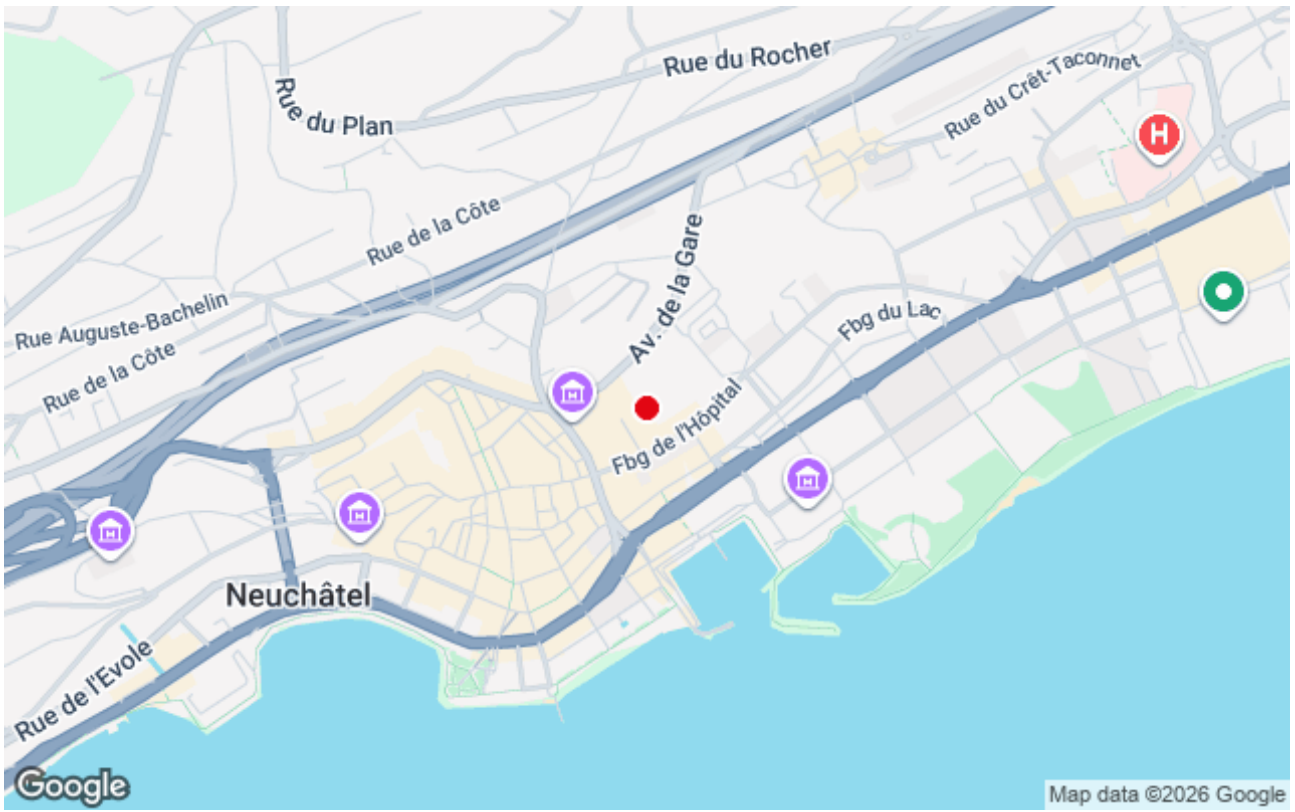 Rue du Rocher
Rue du Crêt-Taconnet
Rue du Plan
H
Rue de la Côte
Av. de la Gare
Rue Auguste-Bachelin
Fbg du Lac
Rue de la Côte
Fbg de l'Hôpital
Neuchâtel
Rue de l'Evole
Google
Map data ©2026 Google